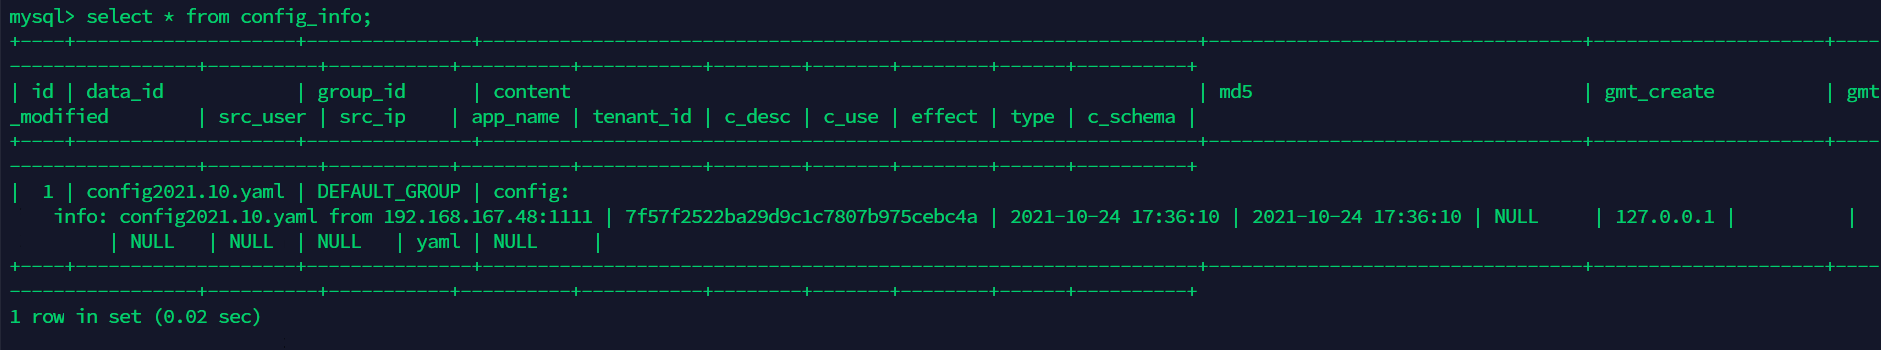 mysql> select * from config_info;
+----+--------------------+--------------+------------------------------------------------------------------+----------------------------------+---------------------+----
-----------------+----------+-----------+----------+-----------+--------+-------+--------+------+----------+
| id | data_id            | group_id     | content                                                          | md5                              | gmt_create          | gmt
_modified        | src_user | src_ip    | app_name | tenant_id | c_desc | c_use | effect | type | c_schema |
+----+--------------------+--------------+------------------------------------------------------------------+----------------------------------+---------------------+----
-----------------+----------+-----------+----------+-----------+--------+-------+--------+------+----------+
|  1 | config2021.10.yaml | DEFAULT_GROUP | config:
    info: config2021.10.yaml from 192.168.167.48:1111 | 7f57f2522ba29d9c1c7807b975cebc4a | 2021-10-24 17:36:10 | 2021-10-24 17:36:10 | NULL     | 127.0.0.1 |          |
         | NULL   | NULL  | NULL   | yaml | NULL     |
+----+--------------------+--------------+------------------------------------------------------------------+----------------------------------+---------------------+----
-----------------+----------+-----------+----------+-----------+--------+-------+--------+------+----------+
1 row in set (0.02 sec)